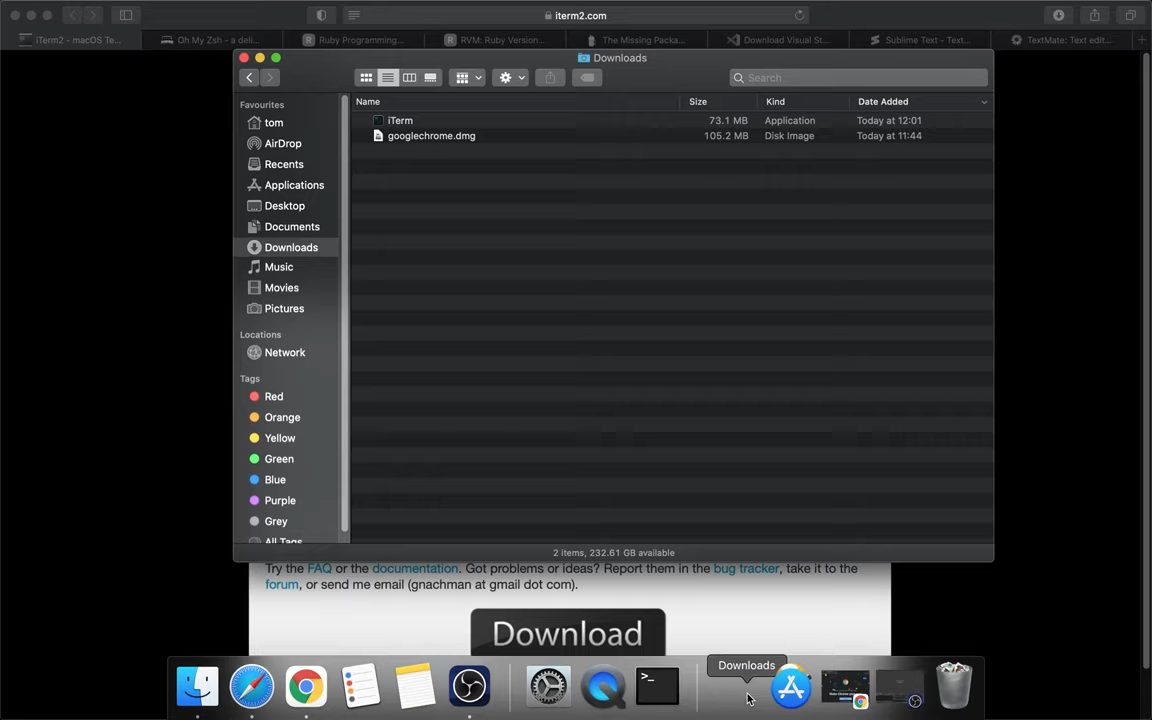 iterm2.com
iTerm2 - macOS Te...
Oh My Zsh - a deli...
Ruby Programming...
RVM: Ruby Version...
The Missing Packa...
Download Visual St...
Sublime Text - Text...
TextMate: Text edit...
Downloads
Search
Favourites
tom
AirDrop
Recents
Applications
Desktop
Documents
Downloads
Music
Movies
Pictures
Locations
Network
Tags
Red
Orange
Yellow
Green
Blue
Purple
Grey
All Tags
Name Size Kind Date Added
iTerm 73.1 MB Application Today at 12:01
googlechrome.dmg 105.2 MB Disk Image Today at 11:44
2 items, 232.61 GB available
Try the FAQ or the documentation. Got problems or ideas? Report them in the bug tracker, take it to the
forum, or send me email (gnachman at gmail dot com).
Download
Downloads